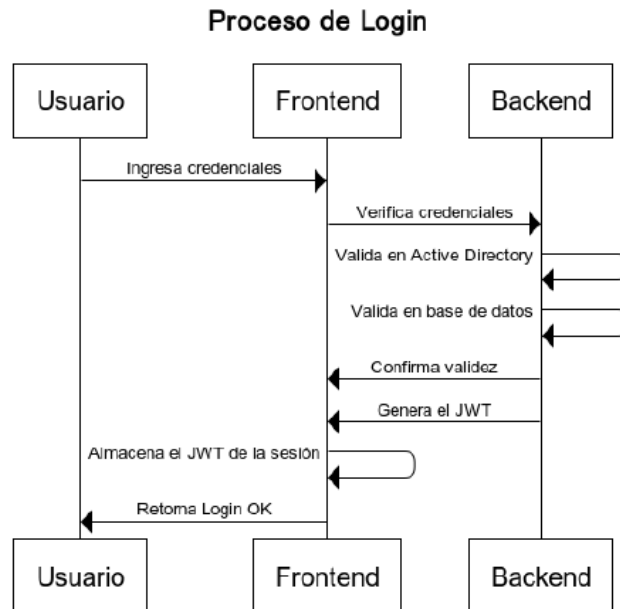 Proceso de Login
Usuario
Frontend
Backend
Ingresa credenciales
Verifica credenciales
Valida en Active Directory
Valida en base de datos
Confirma validez
Genera el JWT
Almacena el JWT de la sesión
Retorna Login OK
Usuario
Frontend
Backend